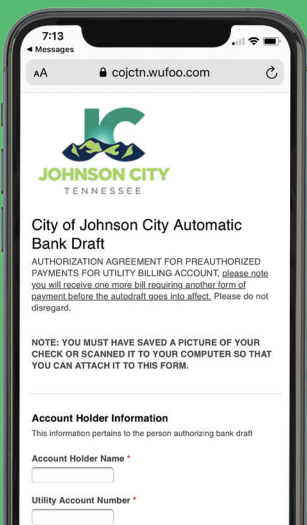 7:13
◀ Messages
AA cojctn.wufoo.com
JC
JOHNSON CITY
TENNESSEE
City of Johnson City Automatic
Bank Draft
AUTHORIZATION AGREEMENT FOR PREAUTHORIZED
PAYMENTS FOR UTILITY BILLING ACCOUNT, please note
you will receive one more bill requiring another form of
payment before the autodraft goes into affect. Please do not
disregard.
NOTE: YOU MUST HAVE SAVED A PICTURE OF YOUR
CHECK OR SCANNED IT TO YOUR COMPUTER SO THAT
YOU CAN ATTACH IT TO THIS FORM.
Account Holder Information
This information pertains to the person authorizing bank draft
Account Holder Name *
Utility Account Number *